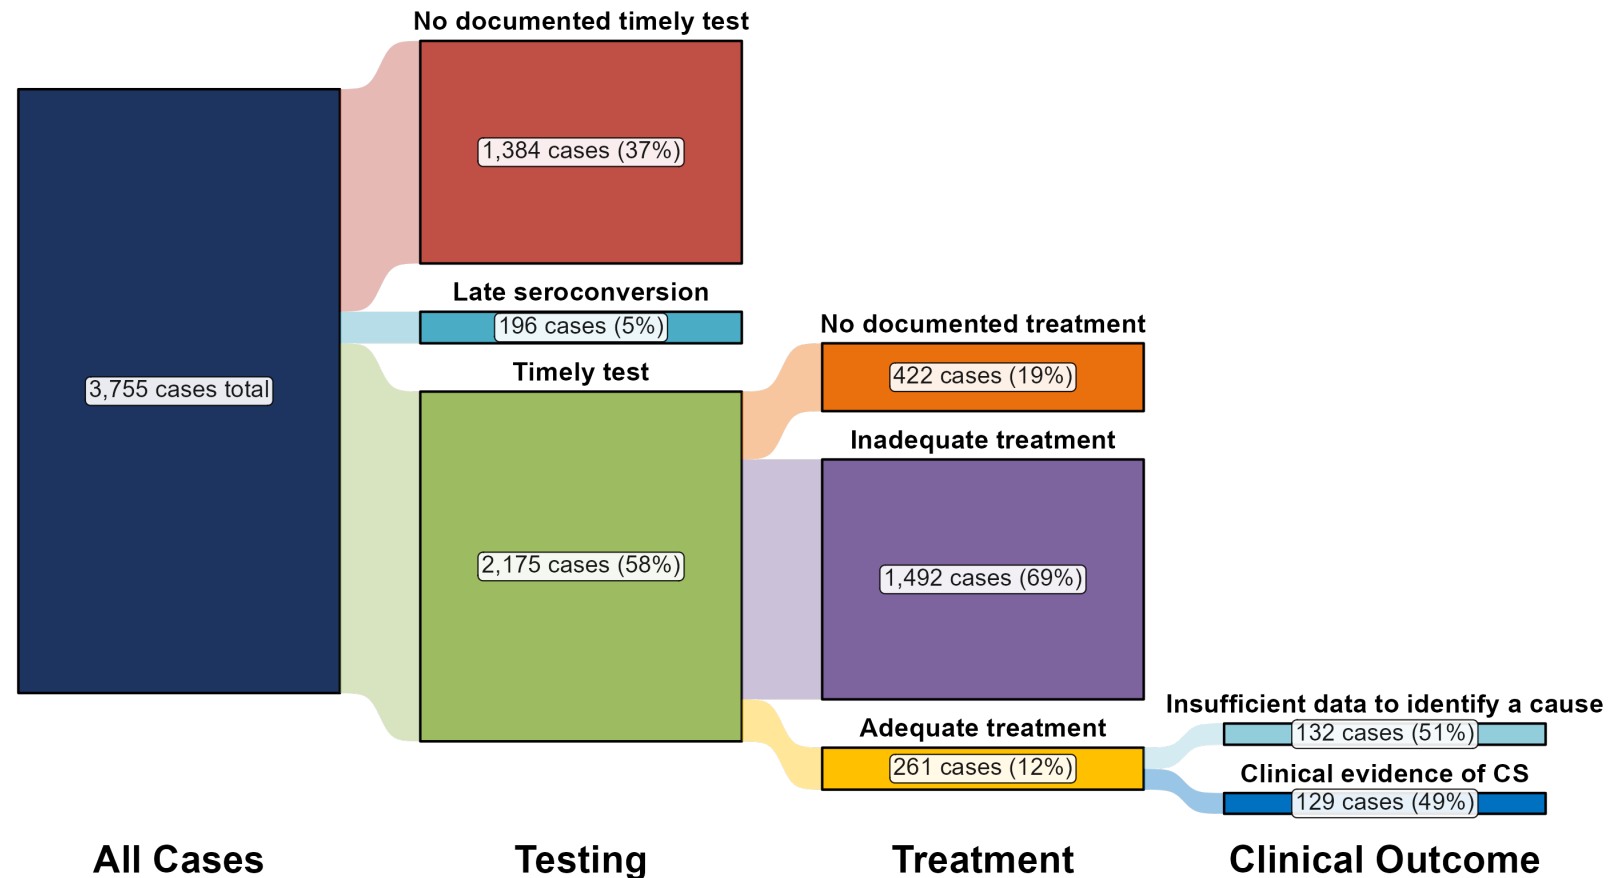 No documented timely test
1,384 cases (37%)
Late seroconversion
196 cases (5%)
No documented treatment
Timely test
422 cases (19%)
3,755 cases total
Inadequate treatment
2,175 cases (58%)
1,492 cases (69%)
Insufficient data to identify a cause
Adequate treatment
132 cases (51%)
261 cases (12%)
Clinical evidence of CS
129 cases (49%)
All Cases
Testing
Treatment
Clinical Outcome